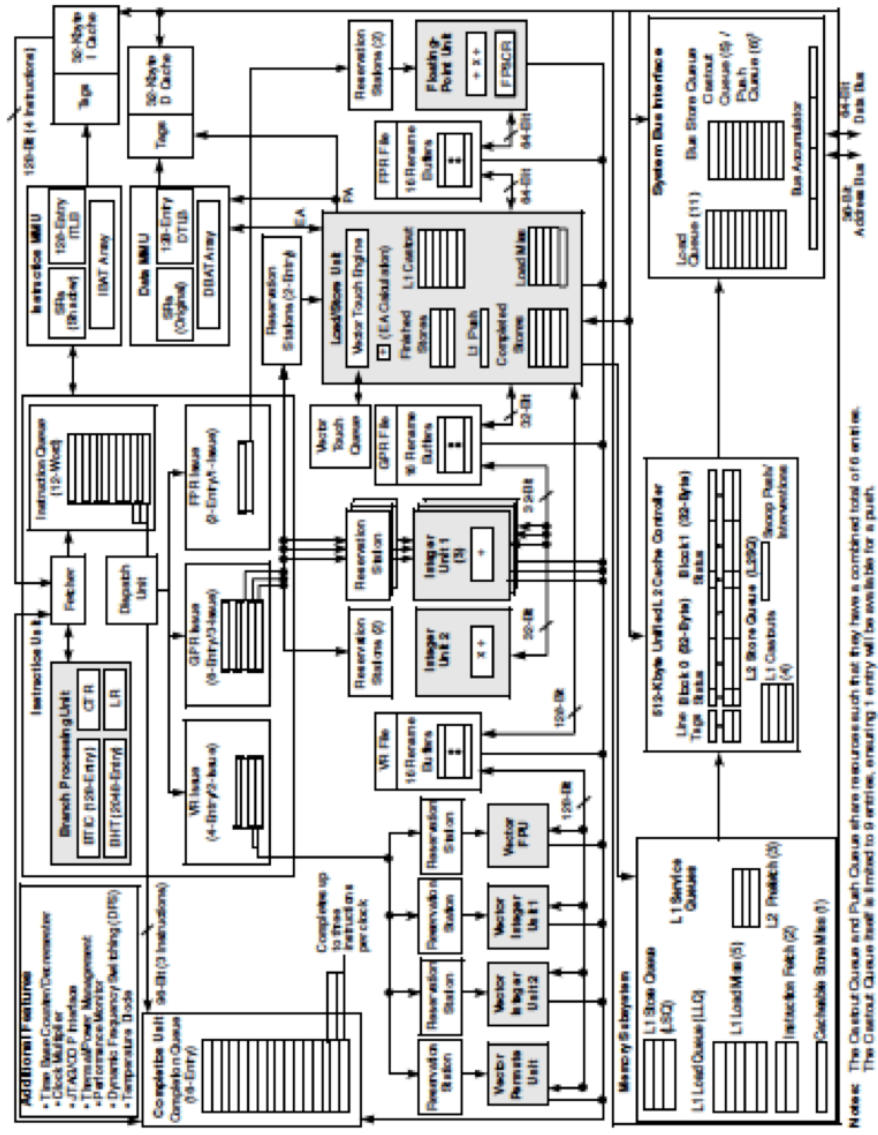 Additional Features
• Time Base Counter/Decrementer
• Clock Multiplier
• JTAG/COP Interface
• Thermal/Power Management
• Performance Monitor
• Dynamic Frequency Switching (DFS)
• Temperature Diode
Instruction Unit
Branch Processing Unit
BTIC (128-Entry)
CTR
BHT (2048-Entry)
LR
Fetcher
Dispatch
Unit
Instruction Queue
(12-Word)
96-Bit (3 Instructions)
VR Issue
(4-Entry/2-Issue)
GPR Issue
(6-Entry/3-Issue)
FPR Issue
(2-Entry/1-Issue)
Instruction MMU
SRs
(Shadow)
128-Entry
ITLB
IBAT Array
Data MMU
SRs
(Original)
128-Entry
DTLB
DBAT Array
128-Bit (4 Instructions)
Tags
32-Kbyte
I Cache
Tags
32-Kbyte
D Cache
EA
PA
Completion Unit
Completion Queue
(16-Entry)
Completes up
to three
instructions
per clock
Reservation
Stations (2)
Reservation
Station
Reservation
Stations (2-Entry)
Reservation
Stations (2)
Vector
Touch
Queue
Load/Store Unit
Vector Touch Engine
+ (EA Calculation)
Finished
Stores
L1 Castout
L1 Push
Completed
Stores
Load Miss
VR File
16 Rename
Buffers
Integer
Unit 2
x ÷
Integer
Unit 1
(3)
+
GPR File
16 Rename
Buffers
FPR File
16 Rename
Buffers
Floating-
Point Unit
+ x ÷
FPSCR
32-Bit
32-Bit
32-Bit
64-Bit
64-Bit
128-Bit
128-Bit
Reservation
Station
Reservation
Station
Reservation
Station
Reservation
Station
Vector
Permute
Unit
Vector
Integer
Unit 2
Vector
Integer
Unit 1
Vector
FPU
Memory Subsystem
L1 Store Queue
(LSQ)
L1 Service
Queues
L1 Load Queue (LLQ)
L1 Load Miss (5)
L2 Prefetch (3)
Instruction Fetch (2)
Cacheable Store Miss (1)
512-Kbyte Unified L2 Cache Controller
Line
Tags
Block 0 (32-Byte)
Status
Block 1 (32-Byte)
Status
L2 Store Queue (L2SQ)
L1 Castouts
(4)
Snoop Push/
Interventions
System Bus Interface
Load
Queue (11)
Bus Store Queue
Castout
Queue (5) /
Push
Queue (6)¹
Bus Accumulator
36-Bit
Address Bus
64-Bit
Data Bus
Notes: The Castout Queue and Push Queue share resources such that they have a combined total of 6 entries.
The Castout Queue itself is limited to 9 entries, ensuring 1 entry will be available for a push.